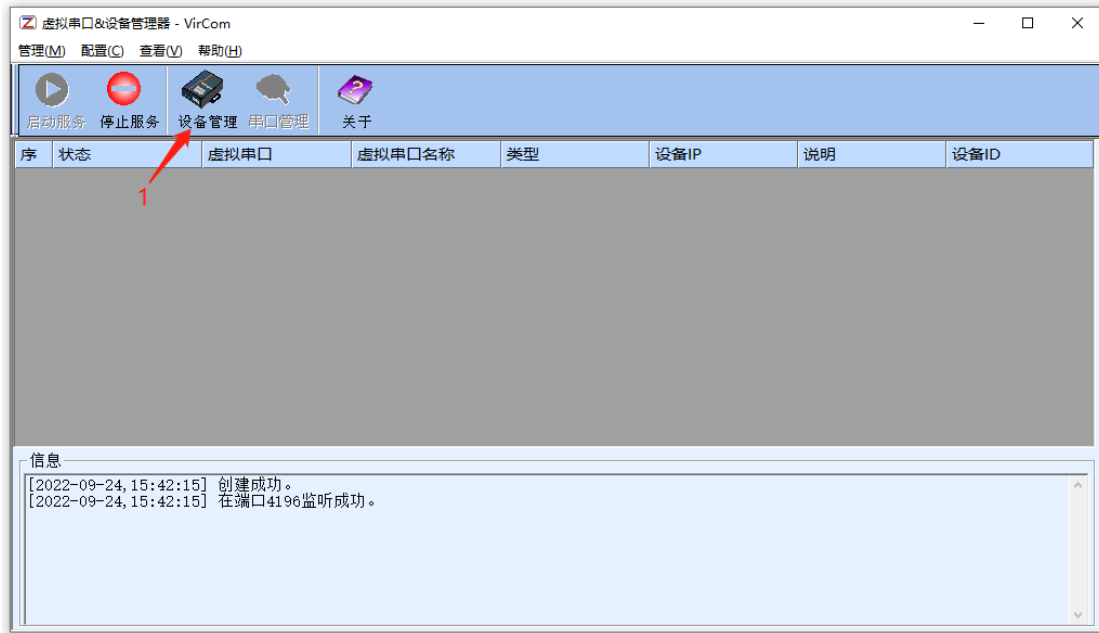 虚拟串口&设备管理器 - VirCom
管理(M) 配置(C) 查看(V) 帮助(H)
启动服务 停止服务 设备管理 串口管理 关于
序 状态 虚拟串口 虚拟串口名称 类型 设备IP 说明 设备ID
1
信息
[2022-09-24,15:42:15] 创建成功。
[2022-09-24,15:42:15] 在端口4196监听成功。